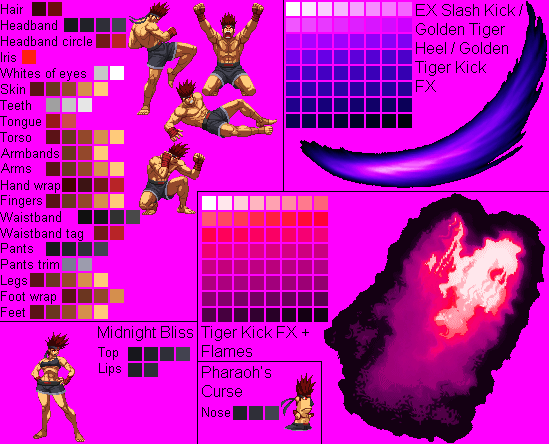 Hair
Headband
Headband circle
Iris
Whites of eyes
Skin
Teeth
Tongue
Torso
Armbands
Arms
Hand wrap
Fingers
Waistband
Waistband tag
Pants
Pants trim
Legs
Foot wrap
Feet
EX Slash Kick /
Golden Tiger
Heel / Golden
Tiger Kick
FX
Midnight Bliss
Top
Lips
Tiger Kick FX +
Flames
Pharaoh's
Curse
Nose